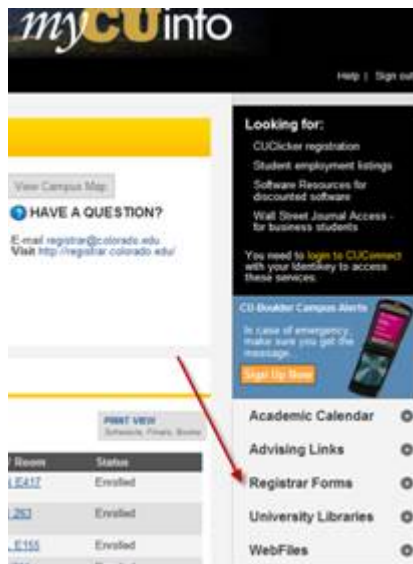 myCUinfo
Help | Sign out
Looking for:
CUClicker registration
Student employment listings
Software Resources for
discounted software
Wall Street Journal Access -
for business students
You need to login to CUConnect
with your Identikey to access
these services.
View Campus Map
HAVE A QUESTION?
E-mail registrar@colorado.edu
Visit http://registrar.colorado.edu/
CU-Boulder Campus Alerts
In case of emergency,
make sure you get the
message...
Sign Up Now
PRINT VIEW
Schedule, Finals, Books
Room Status
E417 Enrolled
263 Enrolled
E155 Enrolled
Academic Calendar
Advising Links
Registrar Forms
University Libraries
WebFiles